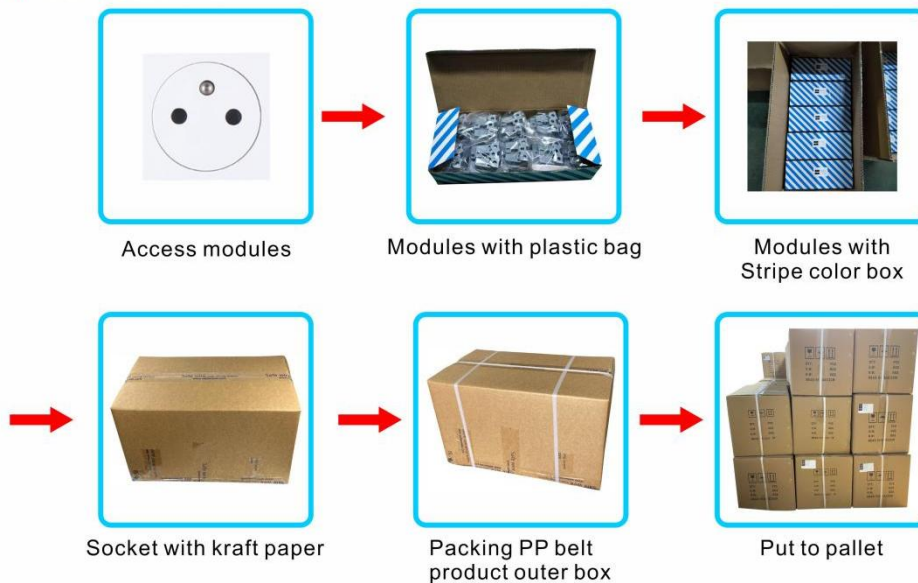 Access modules
Modules with plastic bag
Modules with
Stripe color box
Socket with kraft paper
Packing PP belt
product outer box
Put to pallet